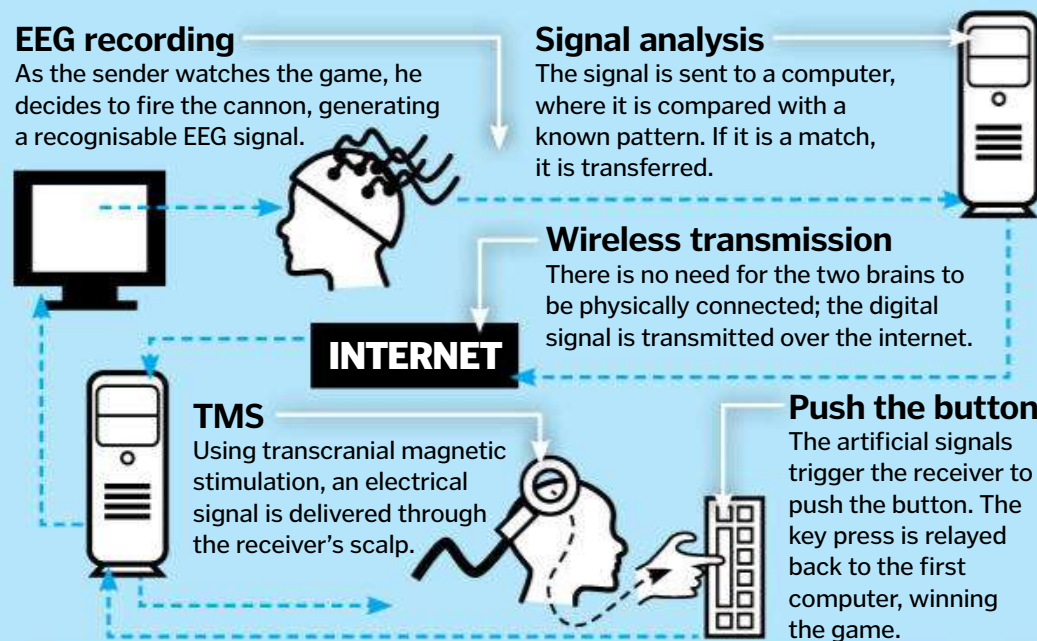 EEG recording
As the sender watches the game, he
decides to fire the cannon, generating
a recognisable EEG signal.
Signal analysis
The signal is sent to a computer,
where it is compared with a
known pattern. If it is a match,
it is transferred.
Wireless transmission
There is no need for the two brains to
be physically connected; the digital
signal is transmitted over the internet.
INTERNET
TMS
Using transcranial magnetic
stimulation, an electrical
signal is delivered through
the receiver’s scalp.
Push the button
The artificial signals
trigger the receiver to
push the button. The
key press is relayed
back to the first
computer, winning
the game.